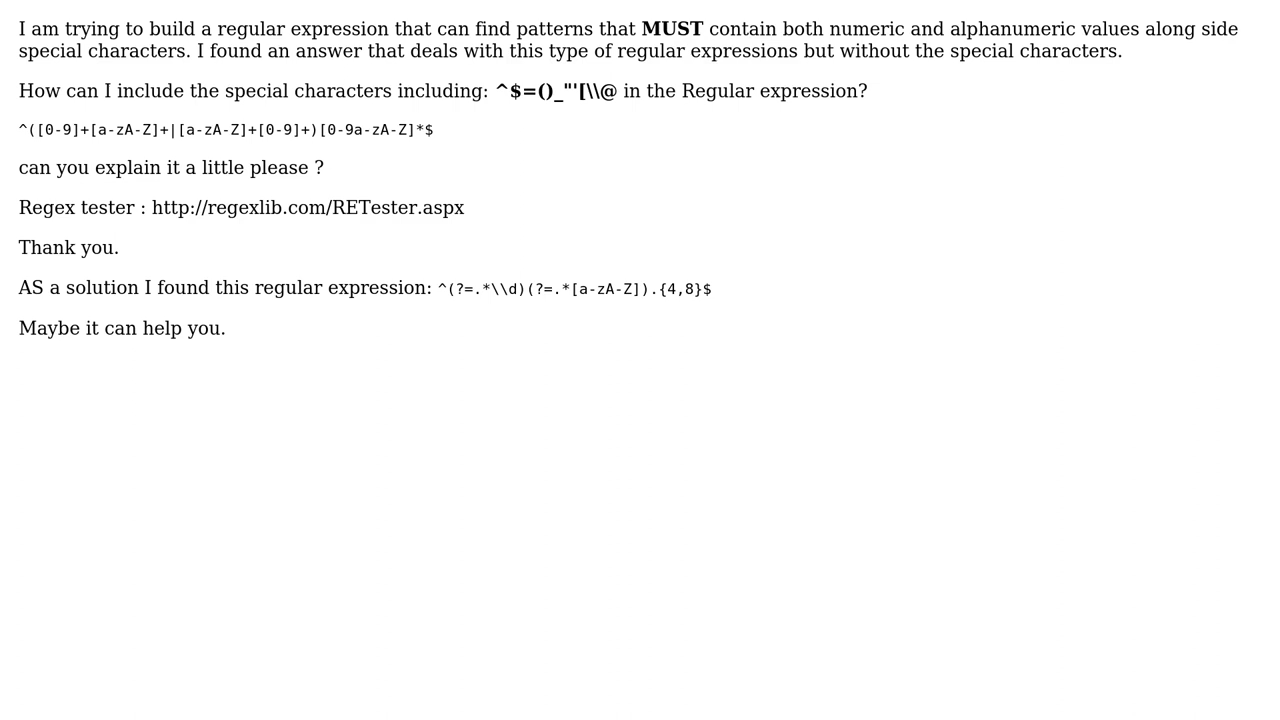 I am trying to build a regular expression that can find patterns that MUST contain both numeric and alphanumeric values along side
special characters. I found an answer that deals with this type of regular expressions but without the special characters.
How can I include the special characters including: ^$=()_"'[\\@ in the Regular expression?
^([0-9]+[a-zA-Z]+|[a-zA-Z]+[0-9]+)[0-9a-zA-Z]*$
can you explain it a little please ?
Regex tester : http://regexlib.com/RETester.aspx
Thank you.
AS a solution I found this regular expression: ^(?=.*\\d)(?=.*[a-zA-Z]).{4,8}$
Maybe it can help you.